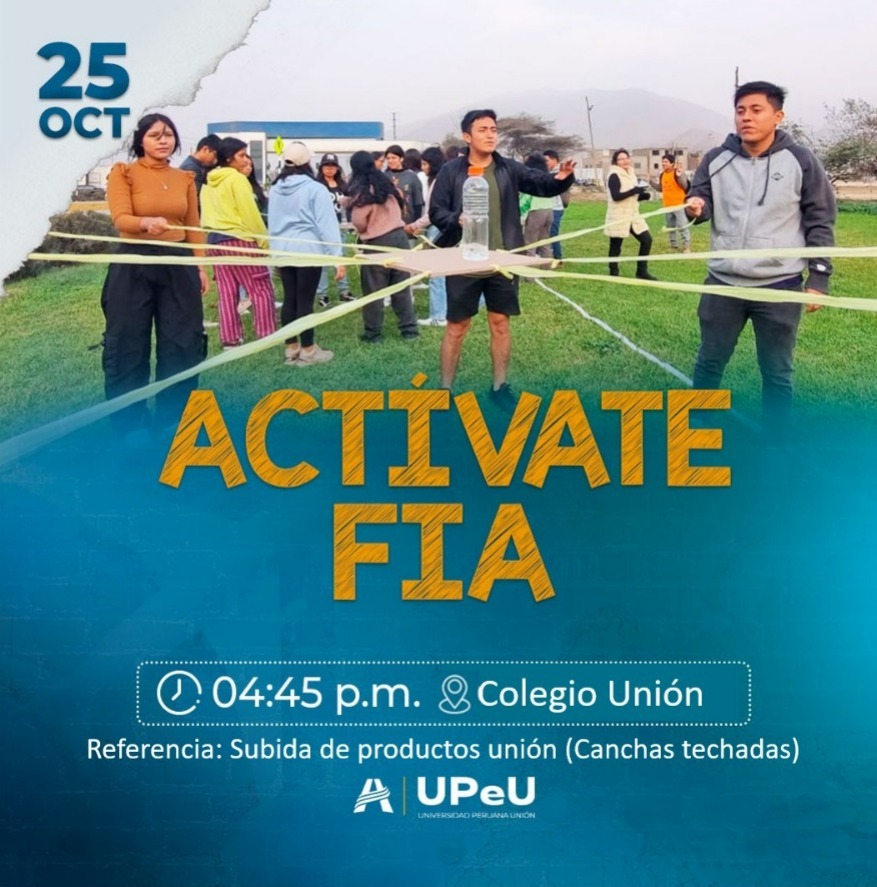 25
OCT
ACTÍVATE
FIA
04:45 p.m. Colegio Unión
Referencia: Subida de productos unión (Canchas techadas)
UPeU
UNIVERSIDAD PERUANA UNIÓN